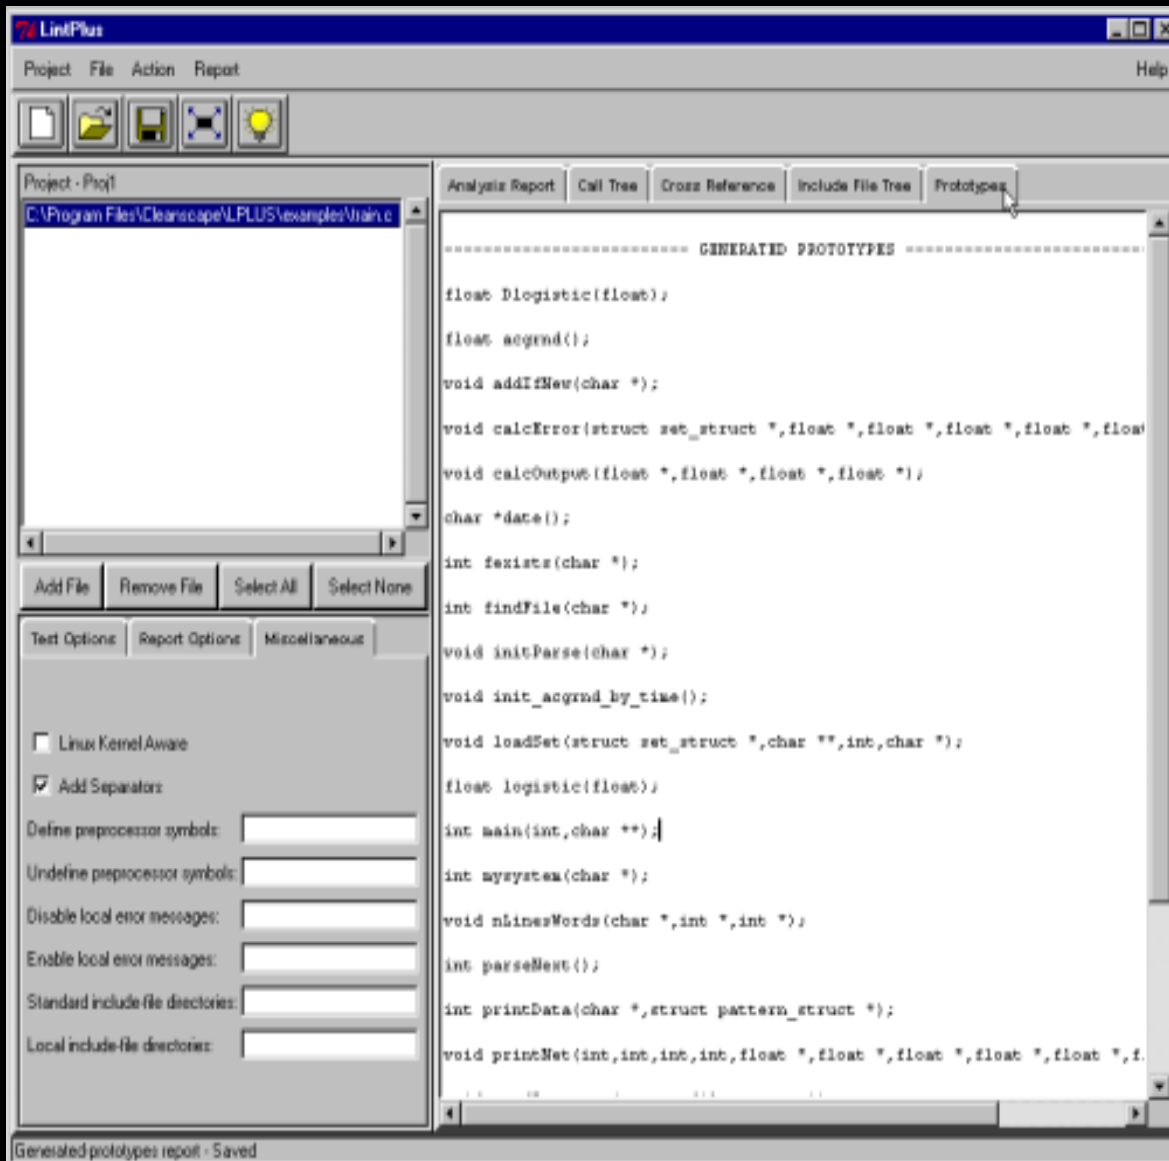 LintPlus
Project File Action Report Help
Project - Proj1
C:\Program Files\Cleanscape\LPLUS\examples\train.c
Add File Remove File Select All Select None
Test Options Report Options Miscellaneous
Linux Kernel Aware
Add Separators
Define preprocessor symbols:
Undefine preprocessor symbols:
Disable local error messages:
Enable local error messages:
Standard include-file directories:
Local include-file directories:
Analysis Report Call Tree Cross Reference Include File Tree Prototypes
========================= GENERATED PROTOTYPES =========================
float Dlogistic(float);
float acgrnd();
void addIfNew(char *);
void calcError(struct set_struct *,float *,float *,float *,float *,float
void calcOutput(float *,float *,float *,float *);
char *date();
int fexists(char *);
int findFile(char *);
void initParse(char *);
void init_acgrnd_by_time();
void loadSet(struct set_struct *,char **,int,char *);
float logistic(float);
int main(int,char **);
int mysystem(char *);
void nLinesWords(char *,int *,int *);
int parseNext();
int printData(char *,struct pattern_struct *);
void printNet(int,int,int,int,float *,float *,float *,float *,float *,f
Generated prototypes report - Saved